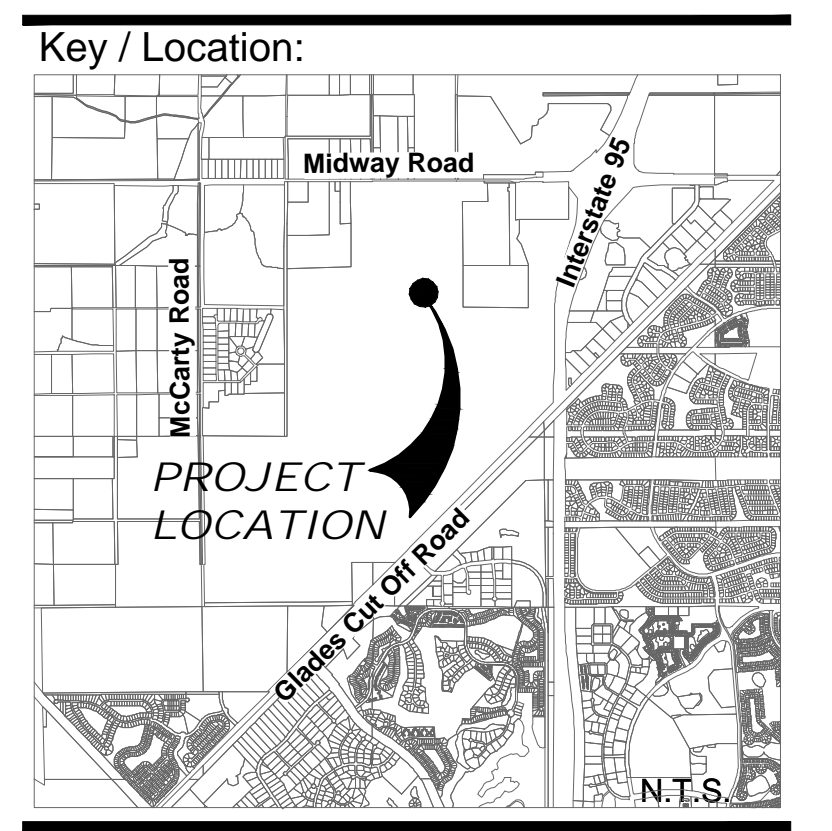 Key / Location:
Midway Road
Interstate 95
McCarty Road
PROJECT
LOCATION
Glades Cut Off Road
N.T.S.